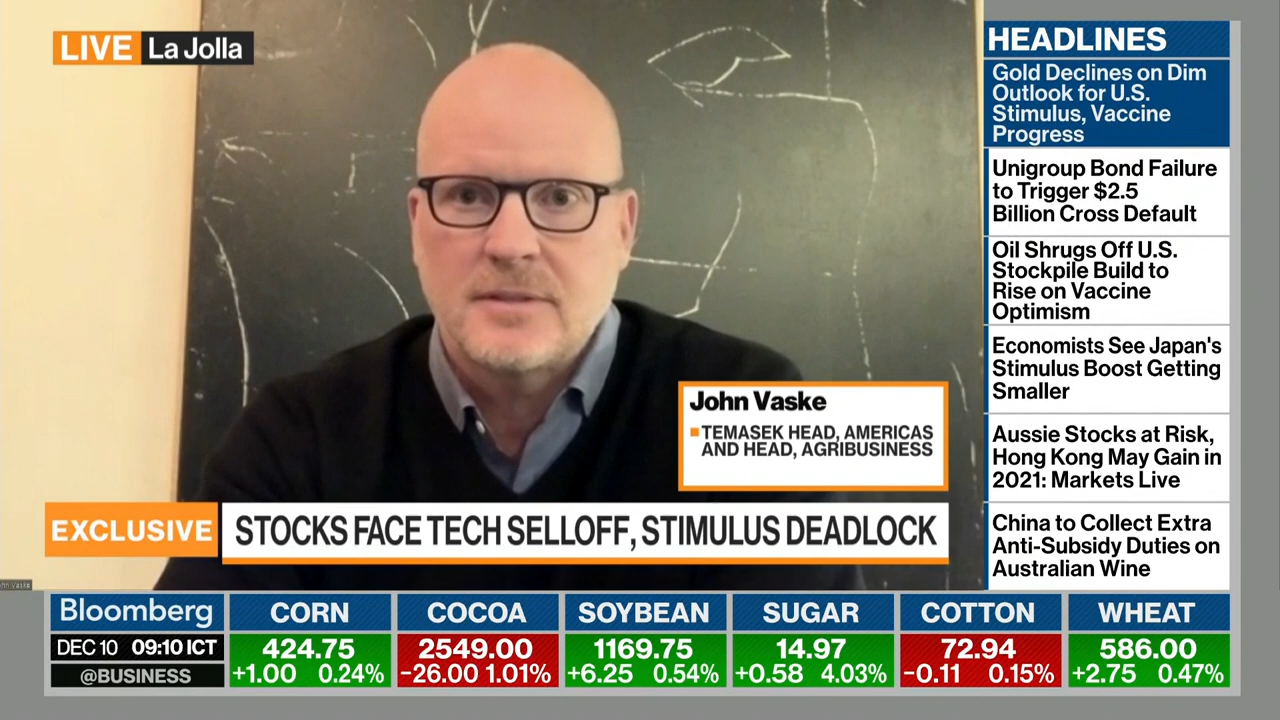 LIVE La Jolla
HEADLINES
Gold Declines on Dim
Outlook for U.S.
Stimulus, Vaccine
Progress
Unigroup Bond Failure
to Trigger $2.5
Billion Cross Default
Oil Shrugs Off U.S.
Stockpile Build to
Rise on Vaccine
Optimism
Economists See Japan's
Stimulus Boost Getting
Smaller
Aussie Stocks at Risk,
Hong Kong May Gain in
2021: Markets Live
China to Collect Extra
Anti-Subsidy Duties on
Australian Wine
John Vaske
TEMASEK HEAD, AMERICAS
AND HEAD, AGRIBUSINESS
EXCLUSIVE STOCKS FACE TECH SELLOFF, STIMULUS DEADLOCK
Vaske
Bloomberg CORN COCOA SOYBEAN SUGAR COTTON WHEAT
DEC 10 09:10 ICT 424.75 2549.00 1169.75 14.97 72.94 586.00
@BUSINESS +1.00 0.24% -26.00 1.01% +6.25 0.54% +0.58 4.03% -0.11 0.15% +2.75 0.47%